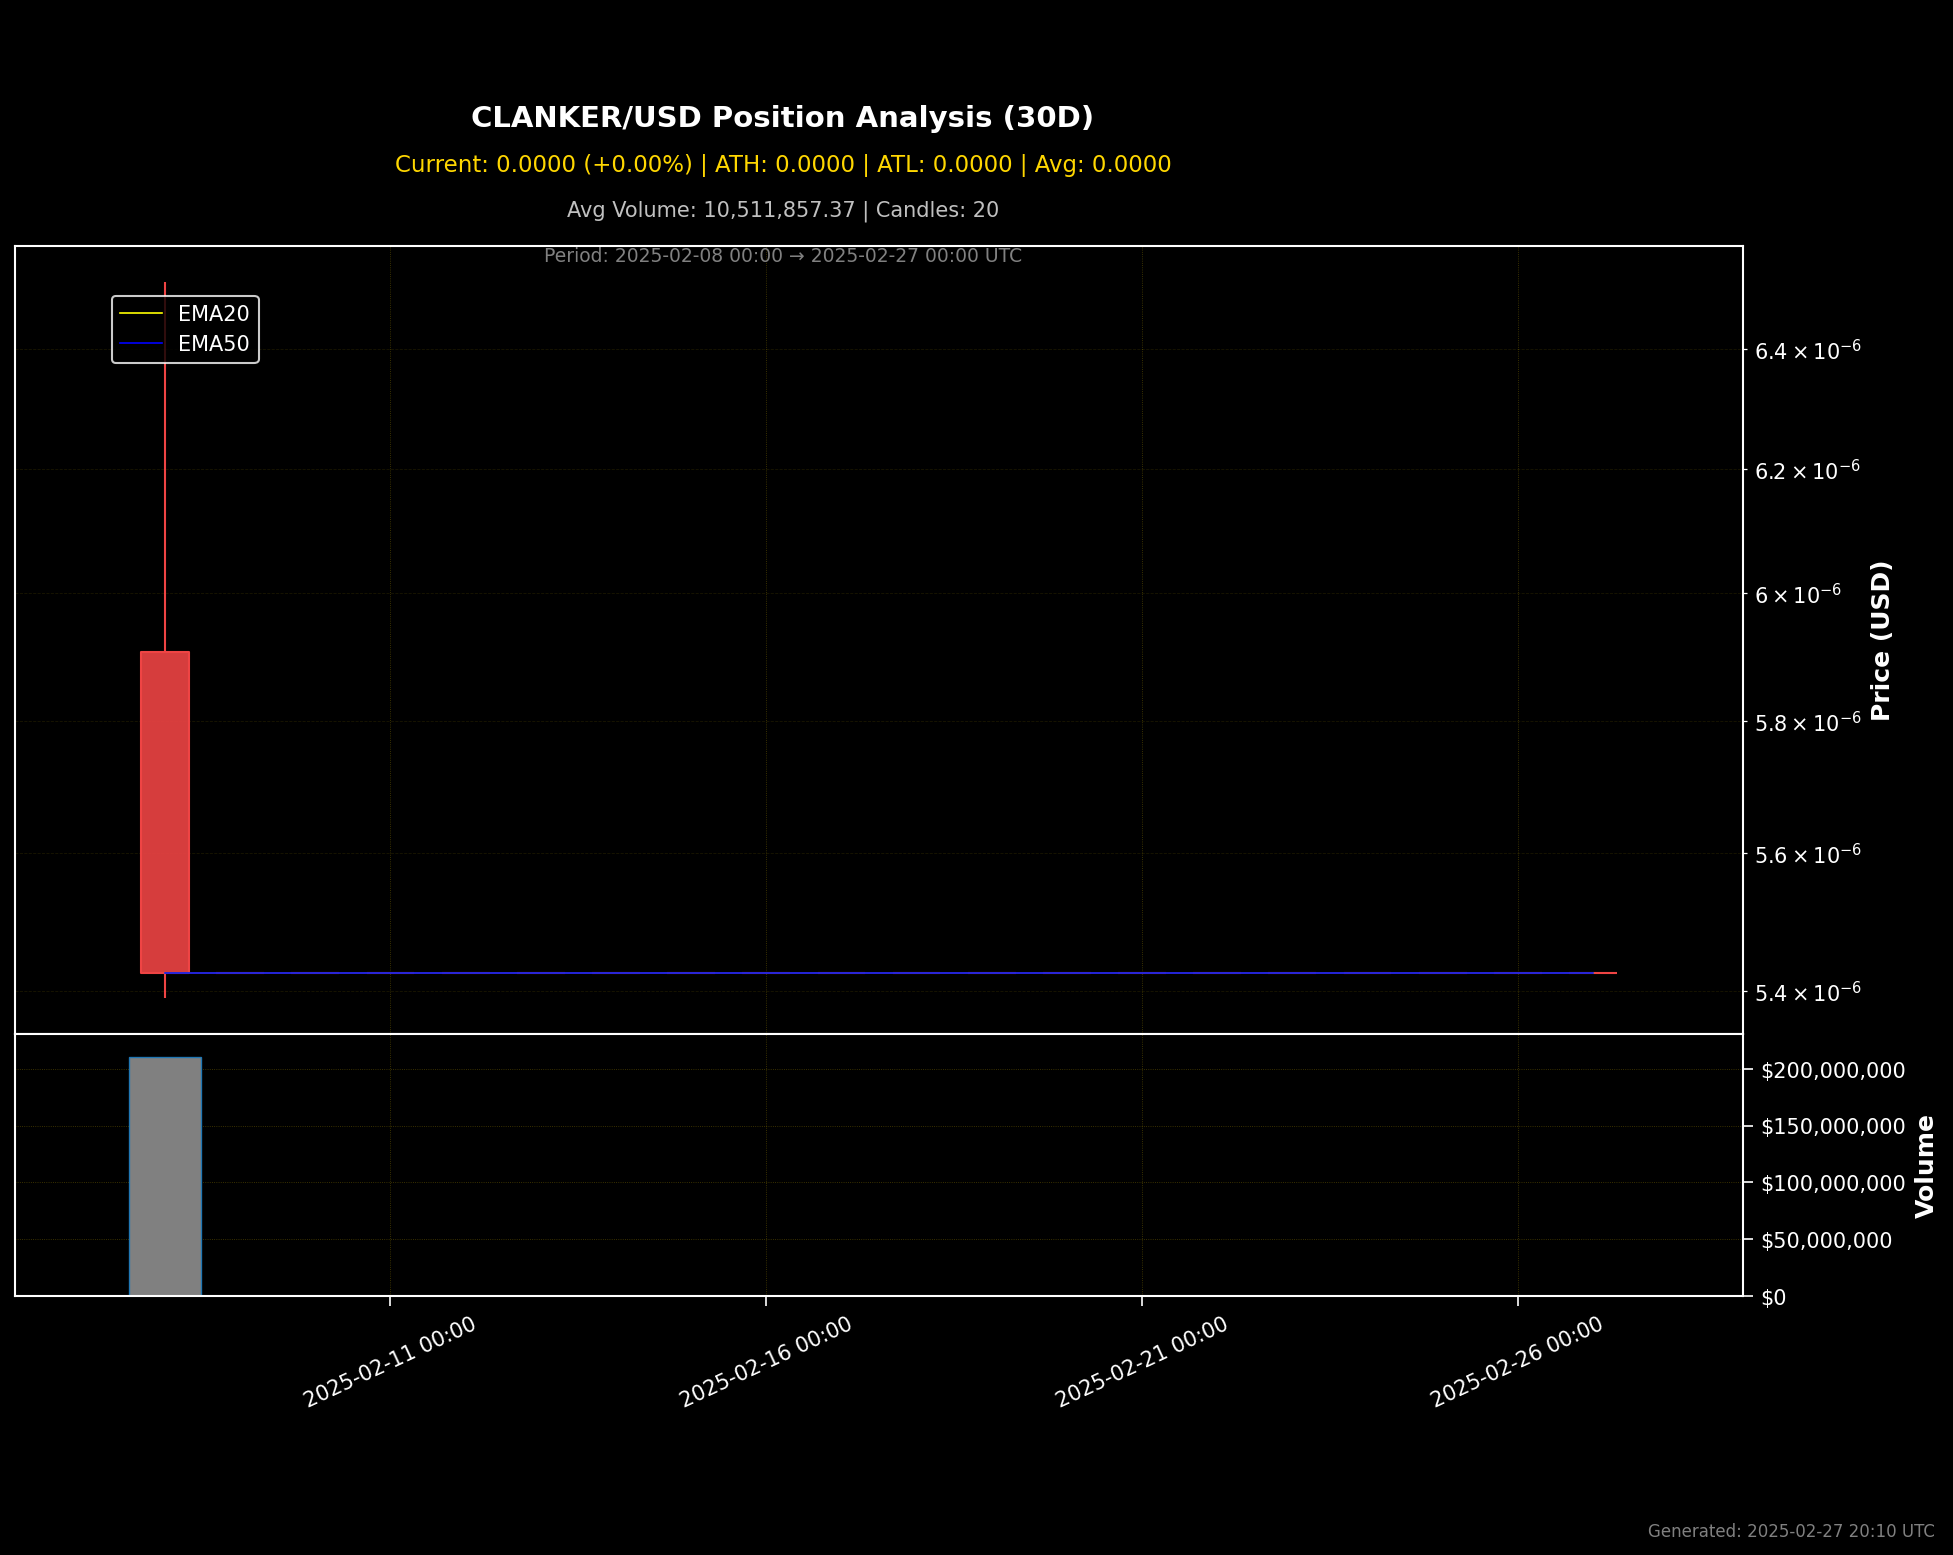 CLANKER/USD Position Analysis (30D)
Current: 0.0000 (+0.00%) | ATH: 0.0000 | ATL: 0.0000 | Avg: 0.0000
Avg Volume: 10,511,857.37 | Candles: 20
Period: 2025-02-08 00:00 → 2025-02-27 00:00 UTC
EMA20
EMA50
6.4 × 10⁻⁶
6.2 × 10⁻⁶
6 × 10⁻⁶
5.8 × 10⁻⁶
5.6 × 10⁻⁶
5.4 × 10⁻⁶
Price (USD)
$200,000,000
$150,000,000
$100,000,000
$50,000,000
$0
Volume
2025-02-11 00:00
2025-02-16 00:00
2025-02-21 00:00
2025-02-26 00:00
Generated: 2025-02-27 20:10 UTC